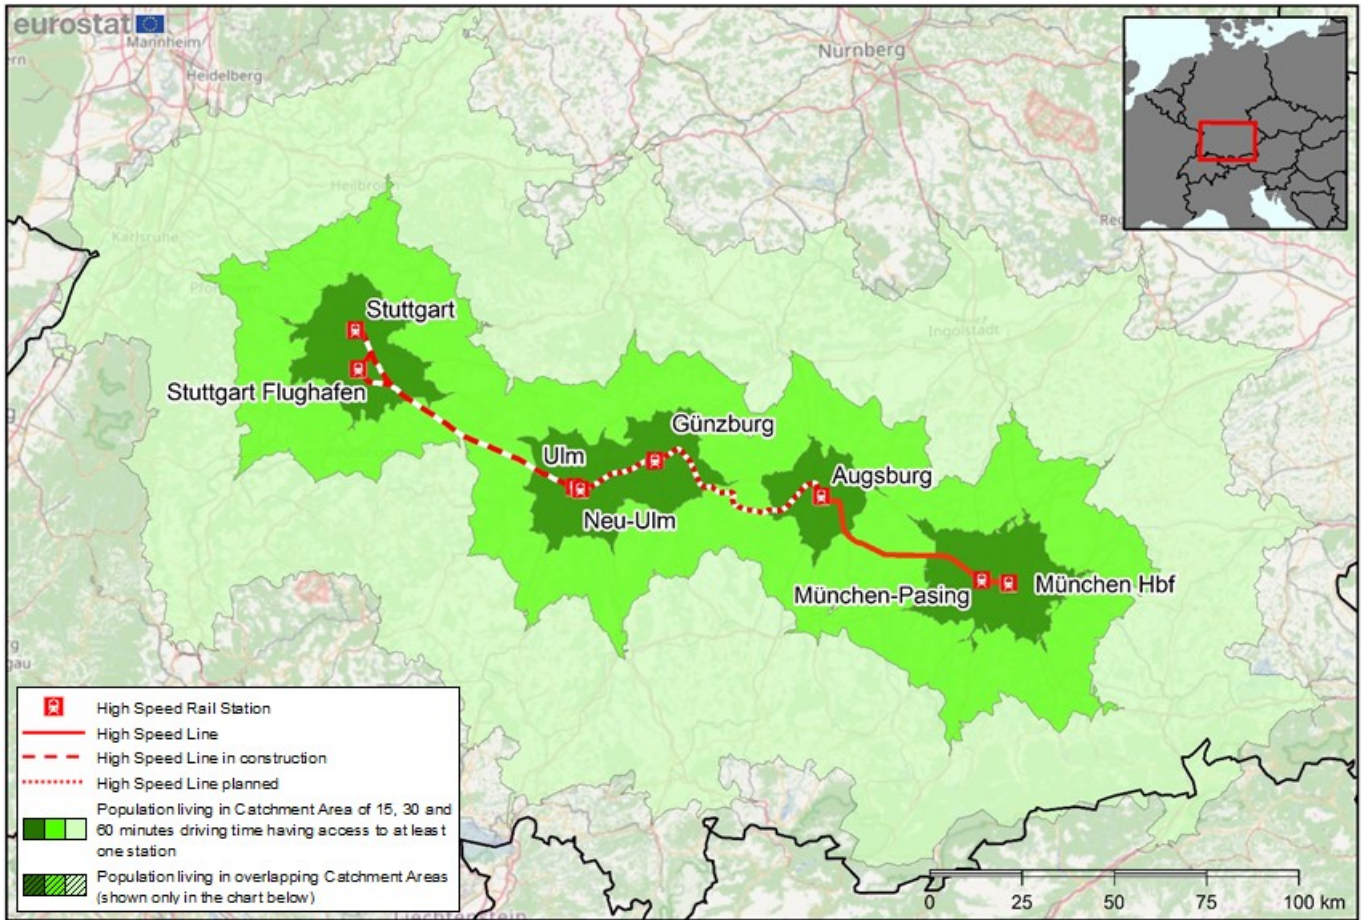 eurostat
Mannheim
Heidelberg
Nürnberg
Heilbronn
Karlsruhe
Stuttgart
Stuttgart Flughafen
Ingolstadt
Günzburg
Ulm
Augsburg
Neu-Ulm
München-Pasing
München Hbf
High Speed Rail Station
High Speed Line
High Speed Line in construction
High Speed Line planned
Population living in Catchment Area of 15, 30 and
60 minutes driving time having access to at least
one station
Population living in overlapping Catchment Areas
(shown only in the chart below)
0 25 50 75 100 km
Liechtenstein